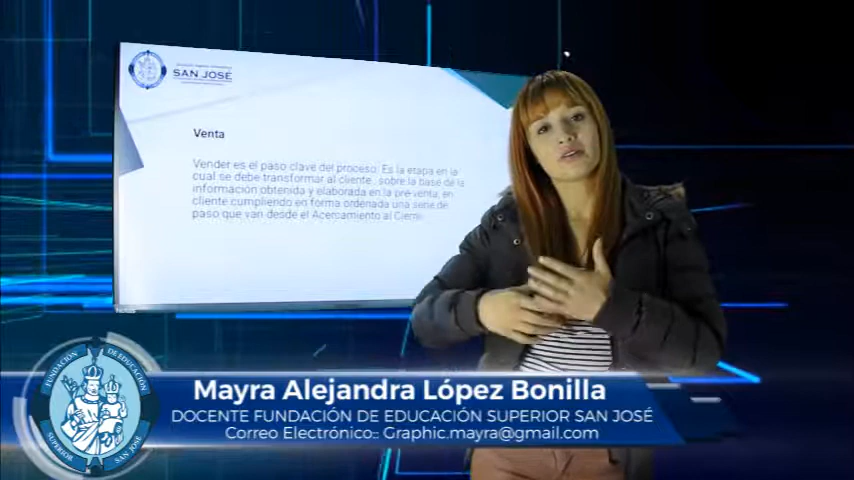 SAN JOSÉ
Venta
Vender es el paso clave del proceso. Es la etapa en la
cual se debe transformar al cliente , sobre la base de la
información obtenida y elaborada en la pre-venta, en
cliente cumpliendo en forma ordenada una serie de
paso que van desde el Acercamiento al Cierre.
Notas
FUNDACIÓN DE EDUCACIÓN
SUPERIOR SAN JOSÉ
Mayra Alejandra López Bonilla
DOCENTE FUNDACIÓN DE EDUCACIÓN SUPERIOR SAN JOSÉ
Correo Electrónico:: Graphic.mayra@gmail.com